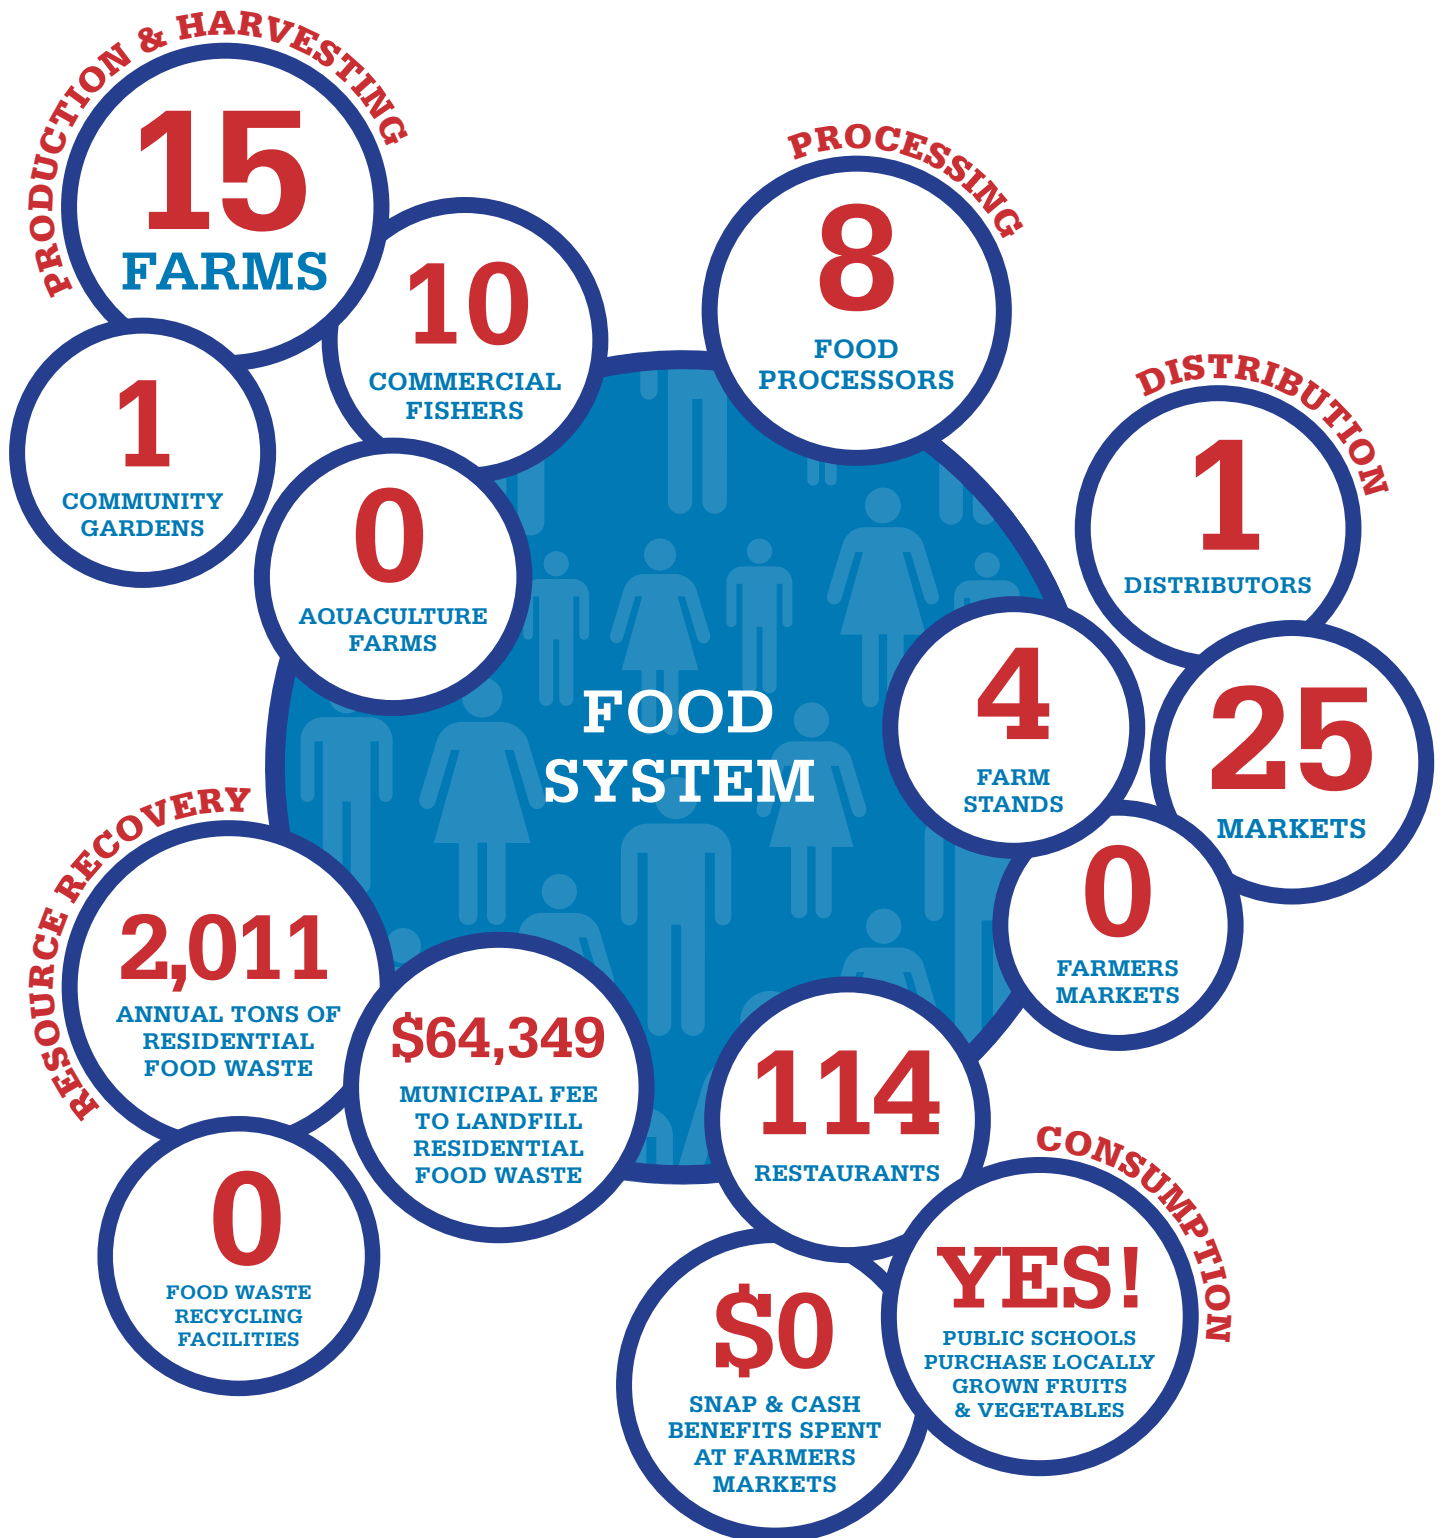 PRODUCTION & HARVESTING
15
FARMS
10
COMMERCIAL
FISHERS
1
COMMUNITY
GARDENS
0
AQUACULTURE
FARMS
PROCESSING
8
FOOD
PROCESSORS
DISTRIBUTION
1
DISTRIBUTORS
4
FARM
STANDS
25
MARKETS
0
FARMERS
MARKETS
FOOD
SYSTEM
RESOURCE RECOVERY
2,011
ANNUAL TONS OF
RESIDENTIAL
FOOD WASTE
$64,349
MUNICIPAL FEE
TO LANDFILL
RESIDENTIAL
FOOD WASTE
0
FOOD WASTE
RECYCLING
FACILITIES
CONSUMPTION
114
RESTAURANTS
YES!
PUBLIC SCHOOLS
PURCHASE LOCALLY
GROWN FRUITS
& VEGETABLES
$0
SNAP & CASH
BENEFITS SPENT
AT FARMERS
MARKETS